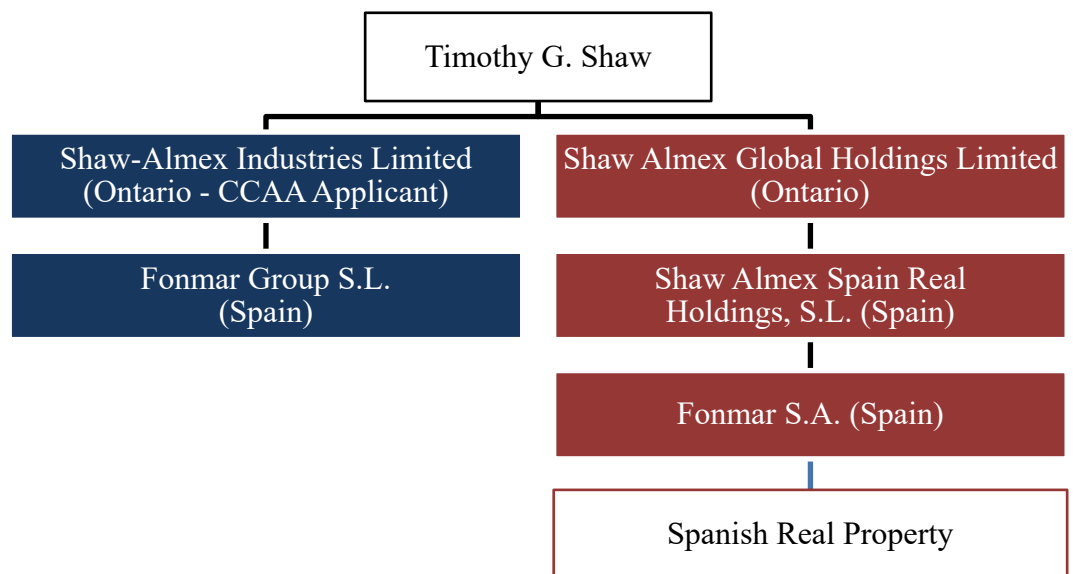 Timothy G. Shaw
Shaw-Almex Industries Limited
(Ontario - CCAA Applicant)
Shaw Almex Global Holdings Limited
(Ontario)
Fonmar Group S.L.
(Spain)
Shaw Almex Spain Real
Holdings, S.L. (Spain)
Fonmar S.A. (Spain)
Spanish Real Property